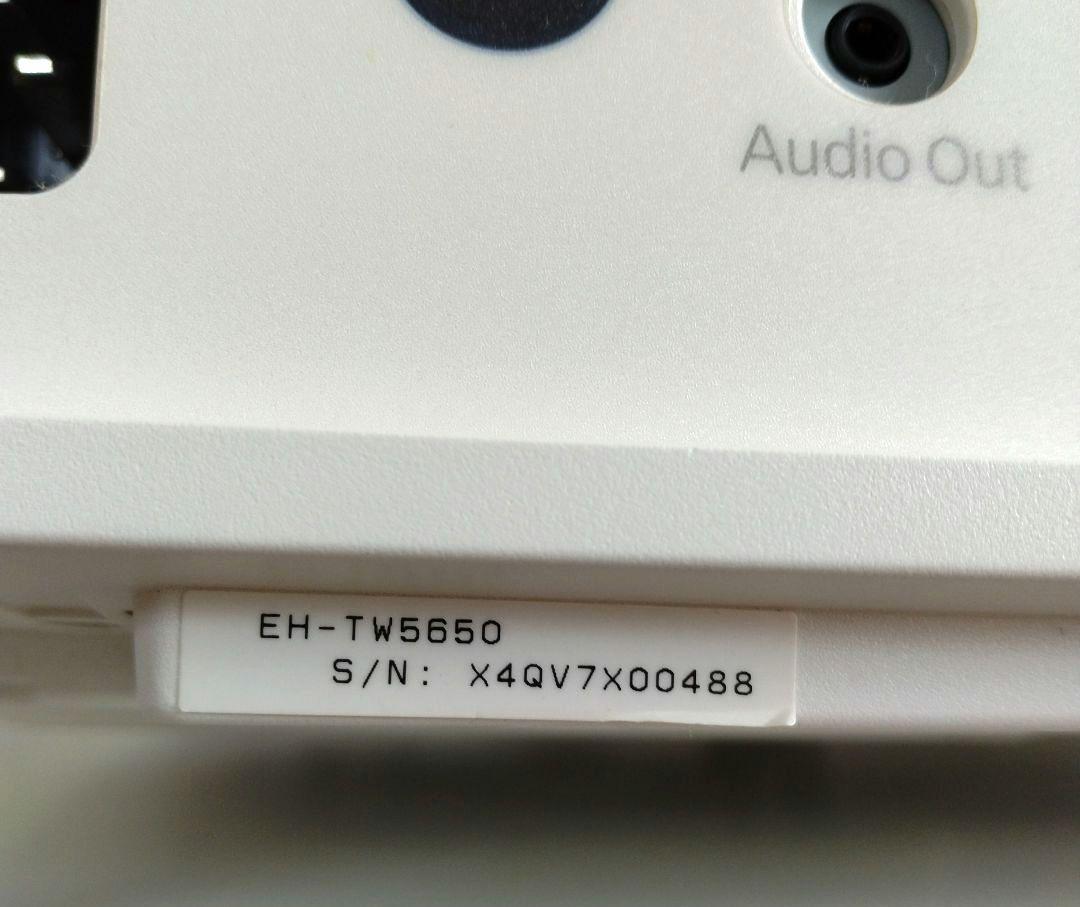 Audio Out
EH-TW5650
S/N: X4QV7X00488